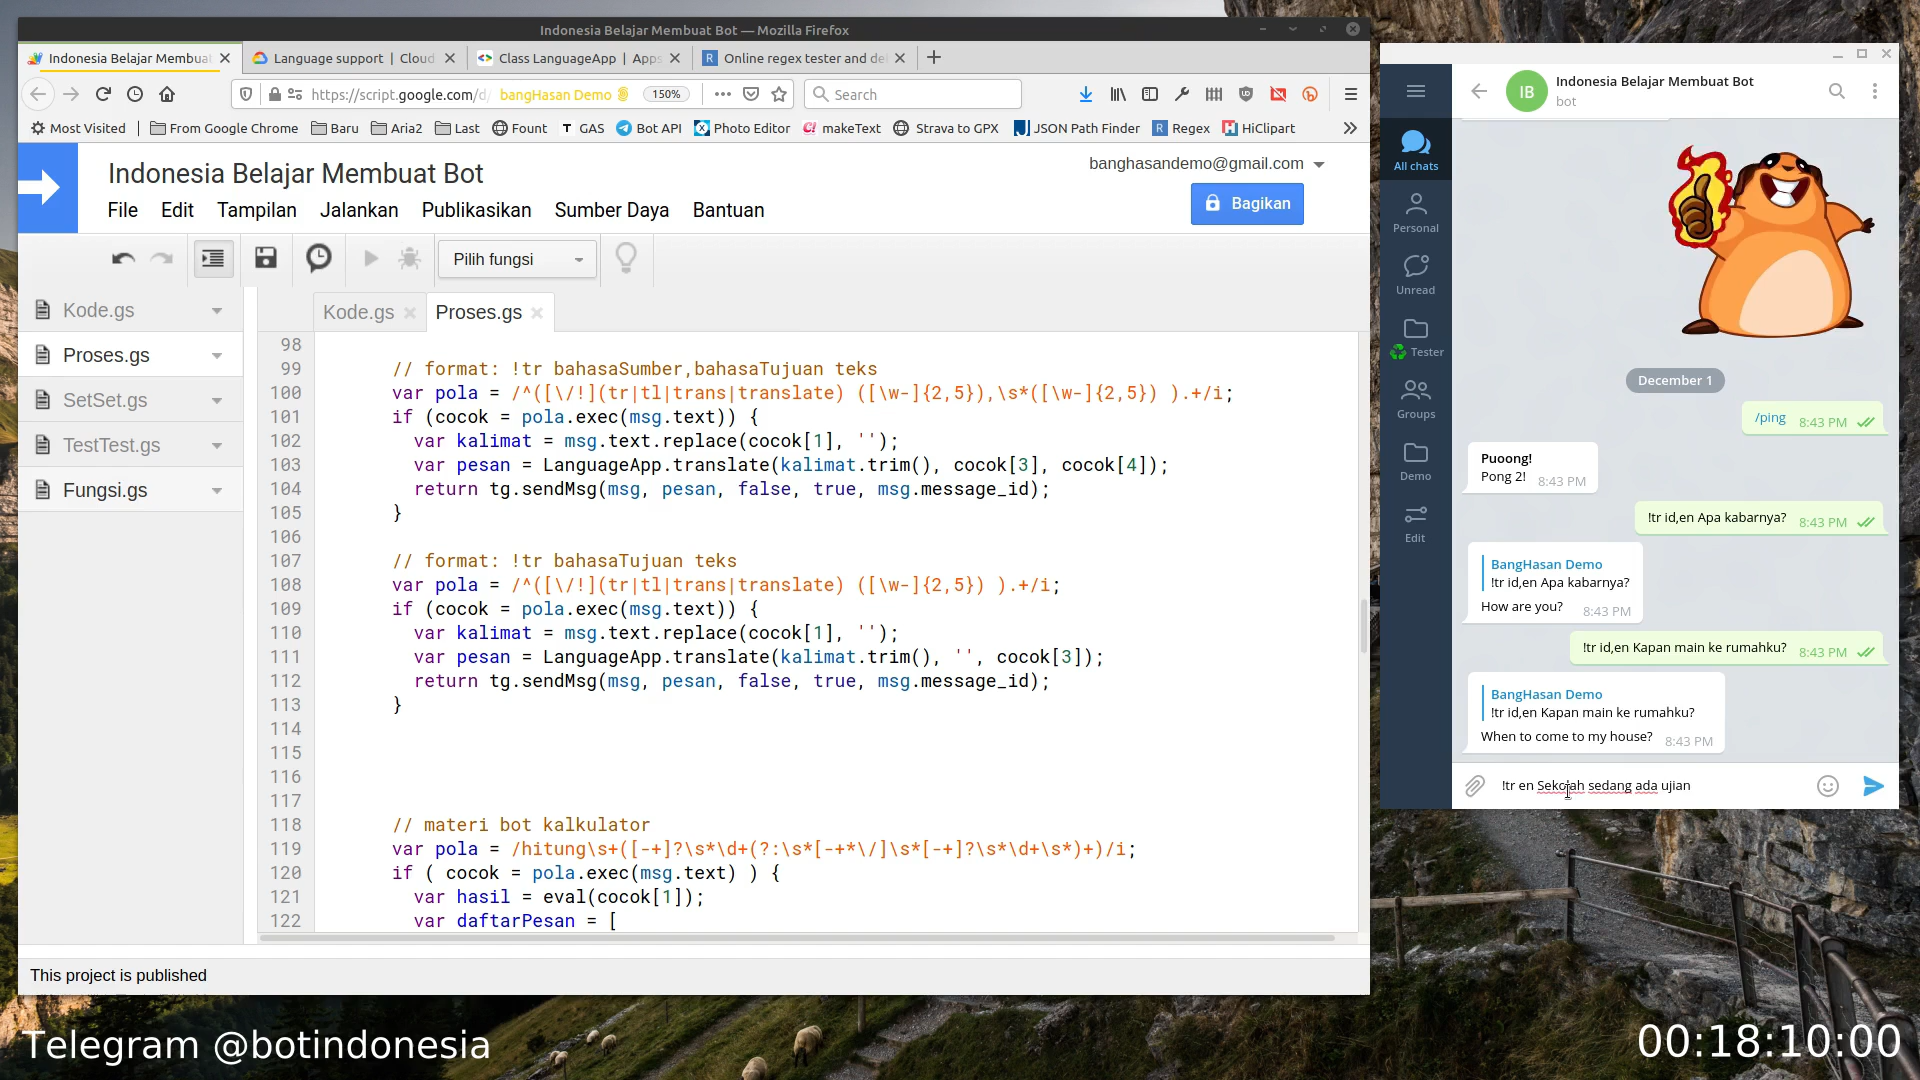 Indonesia Belajar Membuat Bot — Mozilla Firefox
Indonesia Belajar Membuat
Language support | Cloud
Class LanguageApp | Apps
Online regex tester and de
https://script.google.com/d/
bangHasan Demo
150%
Search
Most Visited
From Google Chrome
Baru
Aria2
Last
Fount
GAS
Bot API
Photo Editor
makeText
Strava to GPX
JSON Path Finder
Regex
HiClipart
Indonesia Belajar Membuat Bot
banghasandemo@gmail.com
File Edit Tampilan Jalankan Publikasikan Sumber Daya Bantuan
Bagikan
Pilih fungsi
Kode.gs
Proses.gs
SetSet.gs
TestTest.gs
Fungsi.gs
Kode.gs
Proses.gs
98
99 // format: !tr bahasaSumber,bahasaTujuan teks
100 var pola = /^([\/!](tr|tl|trans|translate) ([\w-]{2,5}),\s*([\w-]{2,5}) ).+/i;
101 if (cocok = pola.exec(msg.text)) {
102 var kalimat = msg.text.replace(cocok[1], '');
103 var pesan = LanguageApp.translate(kalimat.trim(), cocok[3], cocok[4]);
104 return tg.sendMsg(msg, pesan, false, true, msg.message_id);
105 }
106
107 // format: !tr bahasaTujuan teks
108 var pola = /^([\/!](tr|tl|trans|translate) ([\w-]{2,5}) ).+/i;
109 if (cocok = pola.exec(msg.text)) {
110 var kalimat = msg.text.replace(cocok[1], '');
111 var pesan = LanguageApp.translate(kalimat.trim(), '', cocok[3]);
112 return tg.sendMsg(msg, pesan, false, true, msg.message_id);
113 }
114
115
116
117
118 // materi bot kalkulator
119 var pola = /hitung\s+([-+]?\s*\d+(?:\s*[-+*\/]\s*[-+]?\s*\d+\s*)+)/i;
120 if ( cocok = pola.exec(msg.text) ) {
121 var hasil = eval(cocok[1]);
122 var daftarPesan = [
This project is published
IB
Indonesia Belajar Membuat Bot
bot
All chats
Personal
Unread
Tester
Groups
Demo
Edit
December 1
/ping 8:43 PM
Puoong!
Pong 2! 8:43 PM
!tr id,en Apa kabarnya? 8:43 PM
BangHasan Demo
!tr id,en Apa kabarnya?
How are you? 8:43 PM
!tr id,en Kapan main ke rumahku? 8:43 PM
BangHasan Demo
!tr id,en Kapan main ke rumahku?
When to come to my house? 8:43 PM
!tr en Sekolah sedang ada ujian
Telegram @botindonesia
00:18:10:00